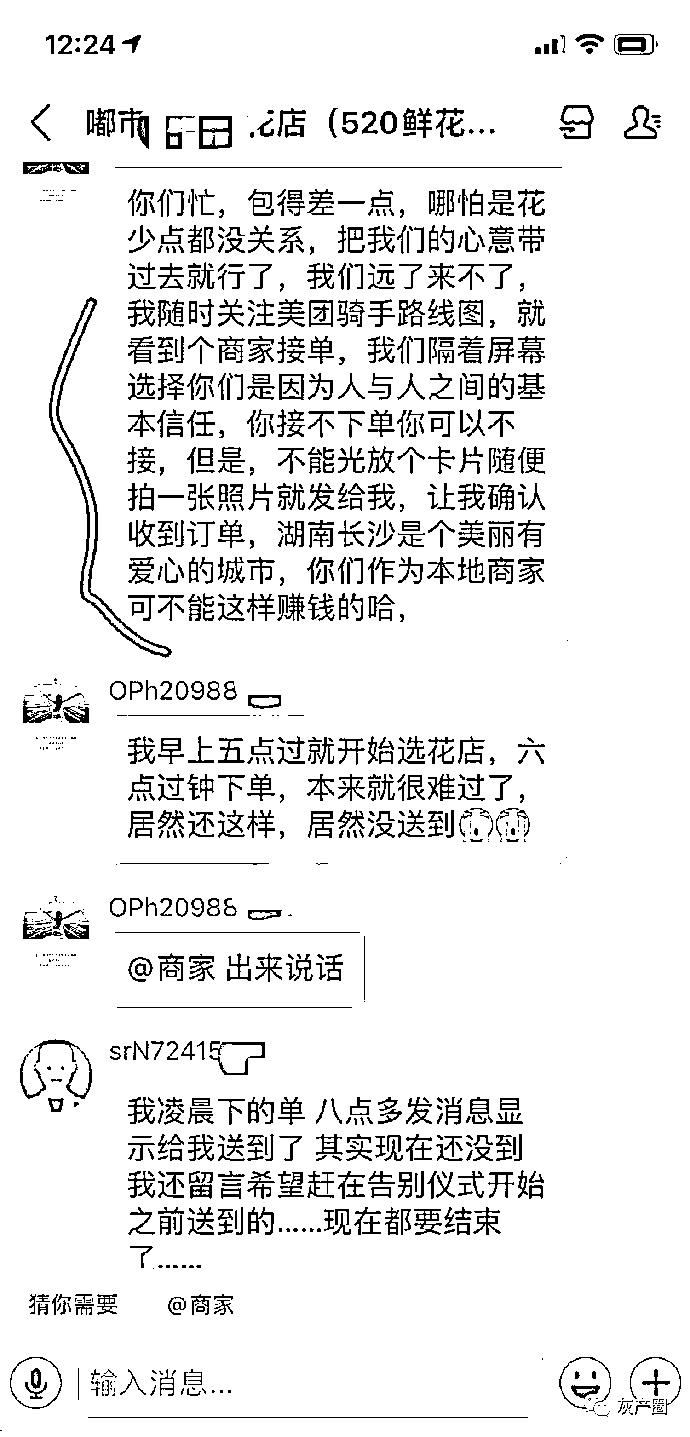 12:24
嘟市 花店（520鲜花...
你们忙，包得差一点，哪怕是花
少点都没关系，把我们的心意带
过去就行了，我们远了来不了，
我随时关注美团骑手路线图，就
看到个商家接单，我们隔着屏幕
选择你们是因为人与人之间的基
本信任，你接不下单你可以不
接，但是，不能光放个卡片随便
拍一张照片就发给我，让我确认
收到订单，湖南长沙是个美丽有
爱心的城市，你们作为本地商家
可不能这样赚钱的哈，
OPh20988
我早上五点过就开始选花店，六
点过钟下单，本来就很难过了，
居然还这样，居然没送到😭😭
OPh20988
@商家 出来说话
srN72415
我凌晨下的单 八点多发消息显
示给我送到了 其实现在还没到
我还留言希望赶在告别仪式开始
之前送到的......现在都要结束
了......
猜你需要 @商家
输入消息...
灰产圈